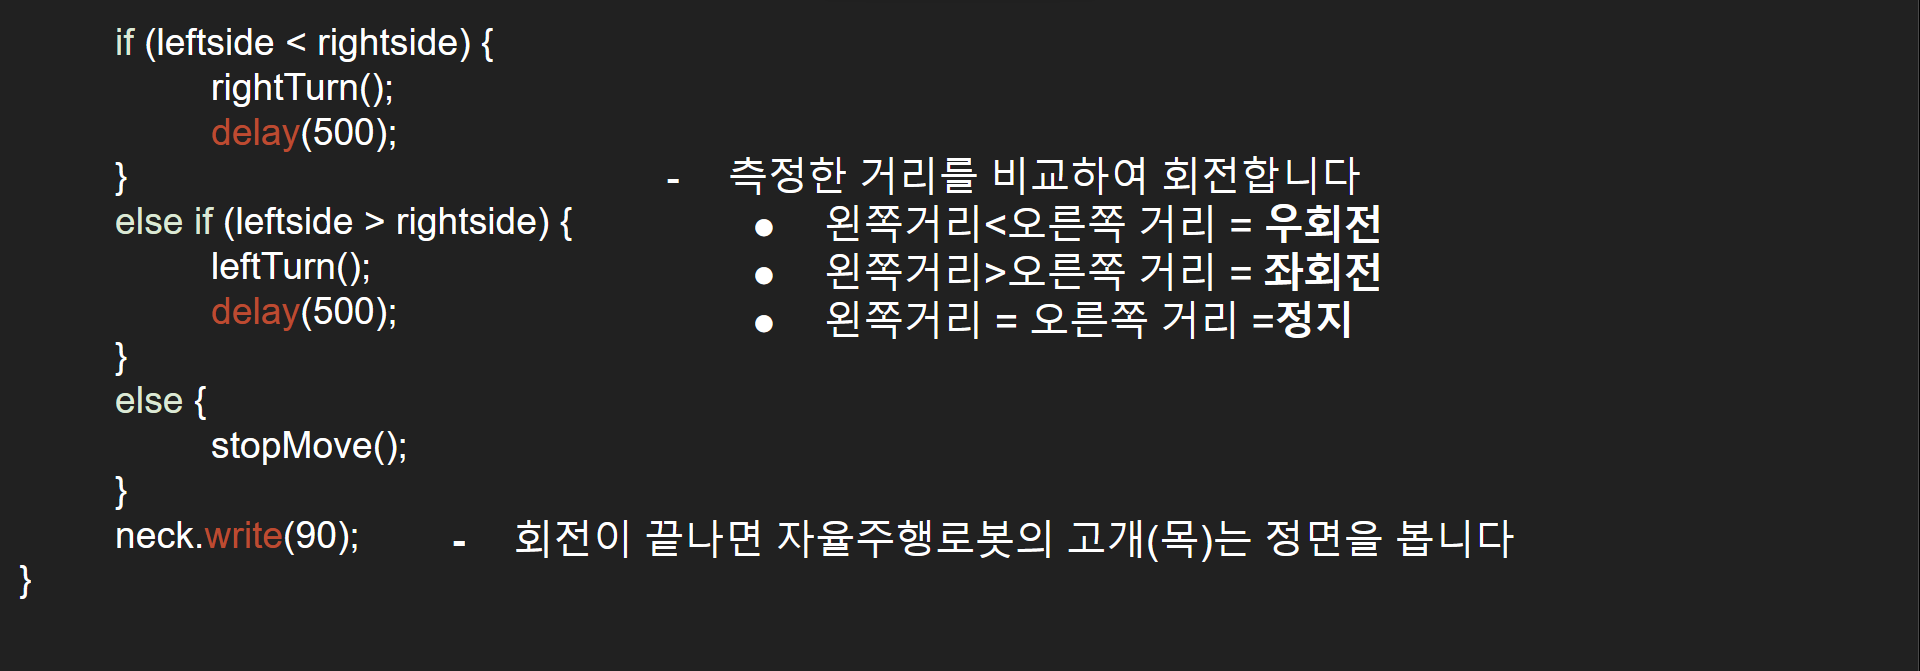 if (leftside < rightside) {
rightTurn();
delay(500);
}
else if (leftside > rightside) {
leftTurn();
delay(500);
}
else {
stopMove();
}
- 측정한 거리를 비교하여 회전합니다
● 왼쪽거리<오른쪽 거리 = 우회전
● 왼쪽거리>오른쪽 거리 = 좌회전
● 왼쪽거리 = 오른쪽 거리 =정지
neck.write(90); - 회전이 끝나면 자율주행로봇의 고개(목)는 정면을 봅니다
}